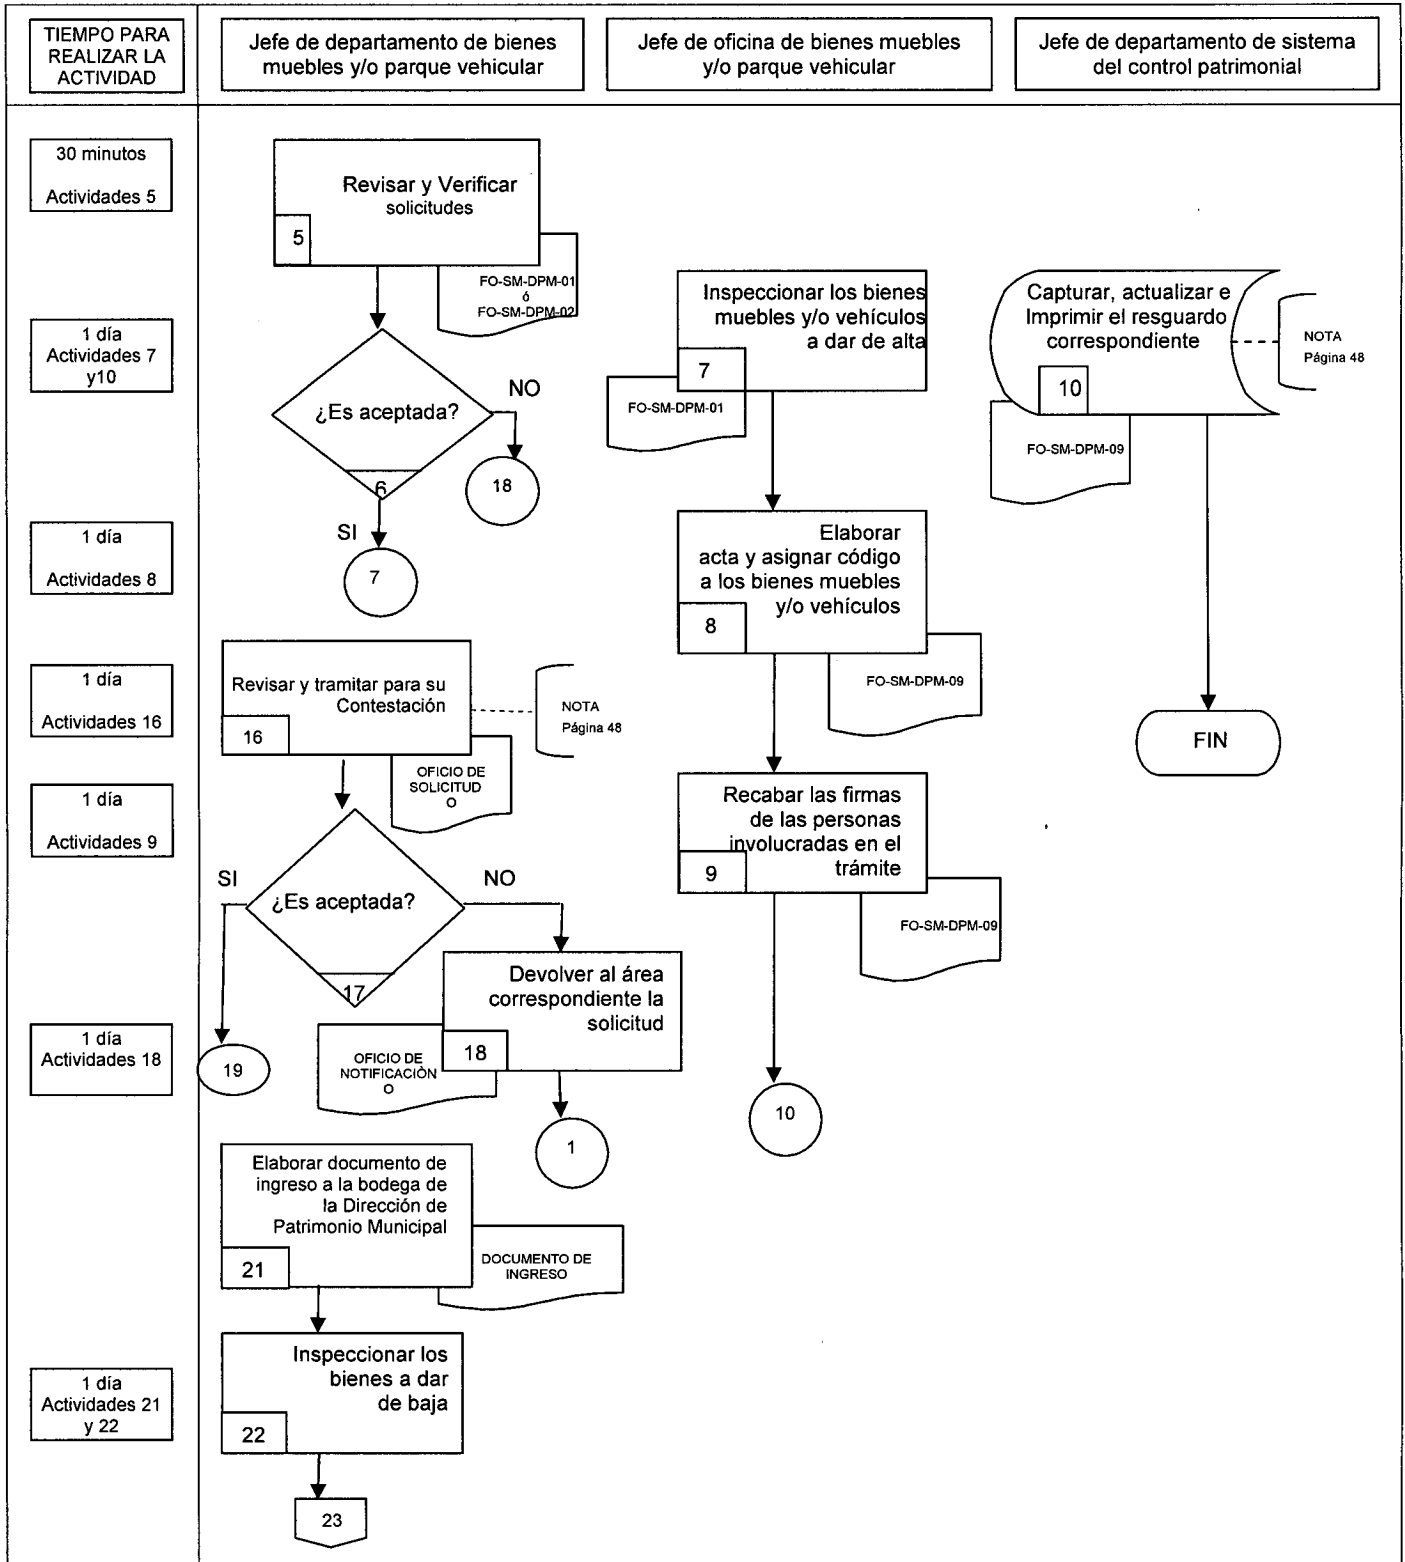 TIEMPO PARA
REALIZAR LA
ACTIVIDAD
Jefe de departamento de bienes
muebles y/o parque vehicular
Jefe de oficina de bienes muebles
y/o parque vehicular
Jefe de departamento de sistema
del control patrimonial
30 minutos
Actividades 5
1 día
Actividades 7
y10
1 día
Actividades 8
1 día
Actividades 16
1 día
Actividades 9
1 día
Actividades 18
1 día
Actividades 21
y 22
Revisar y Verificar
solicitudes
5
FO-SM-DPM-01
ó
FO-SM-DPM-02
¿Es aceptada?
6
NO
18
SI
7
Revisar y tramitar para su
Contestación
16
NOTA
Página 48
OFICIO DE
SOLICITUD
O
¿Es aceptada?
17
SI
NO
19
Devolver al área
correspondiente la
solicitud
18
OFICIO DE
NOTIFICACIÓN
O
1
Elaborar documento de
ingreso a la bodega de
la Dirección de
Patrimonio Municipal
21
DOCUMENTO DE
INGRESO
Inspeccionar los
bienes a dar
de baja
22
23
Inspeccionar los bienes
muebles y/o vehículos
a dar de alta
7
FO-SM-DPM-01
Elaborar
acta y asignar código
a los bienes muebles
y/o vehículos
8
FO-SM-DPM-09
Recabar las firmas
de las personas
involucradas en el
trámite
9
FO-SM-DPM-09
10
Capturar, actualizar e
Imprimir el resguardo
correspondiente
10
NOTA
Página 48
FO-SM-DPM-09
FIN